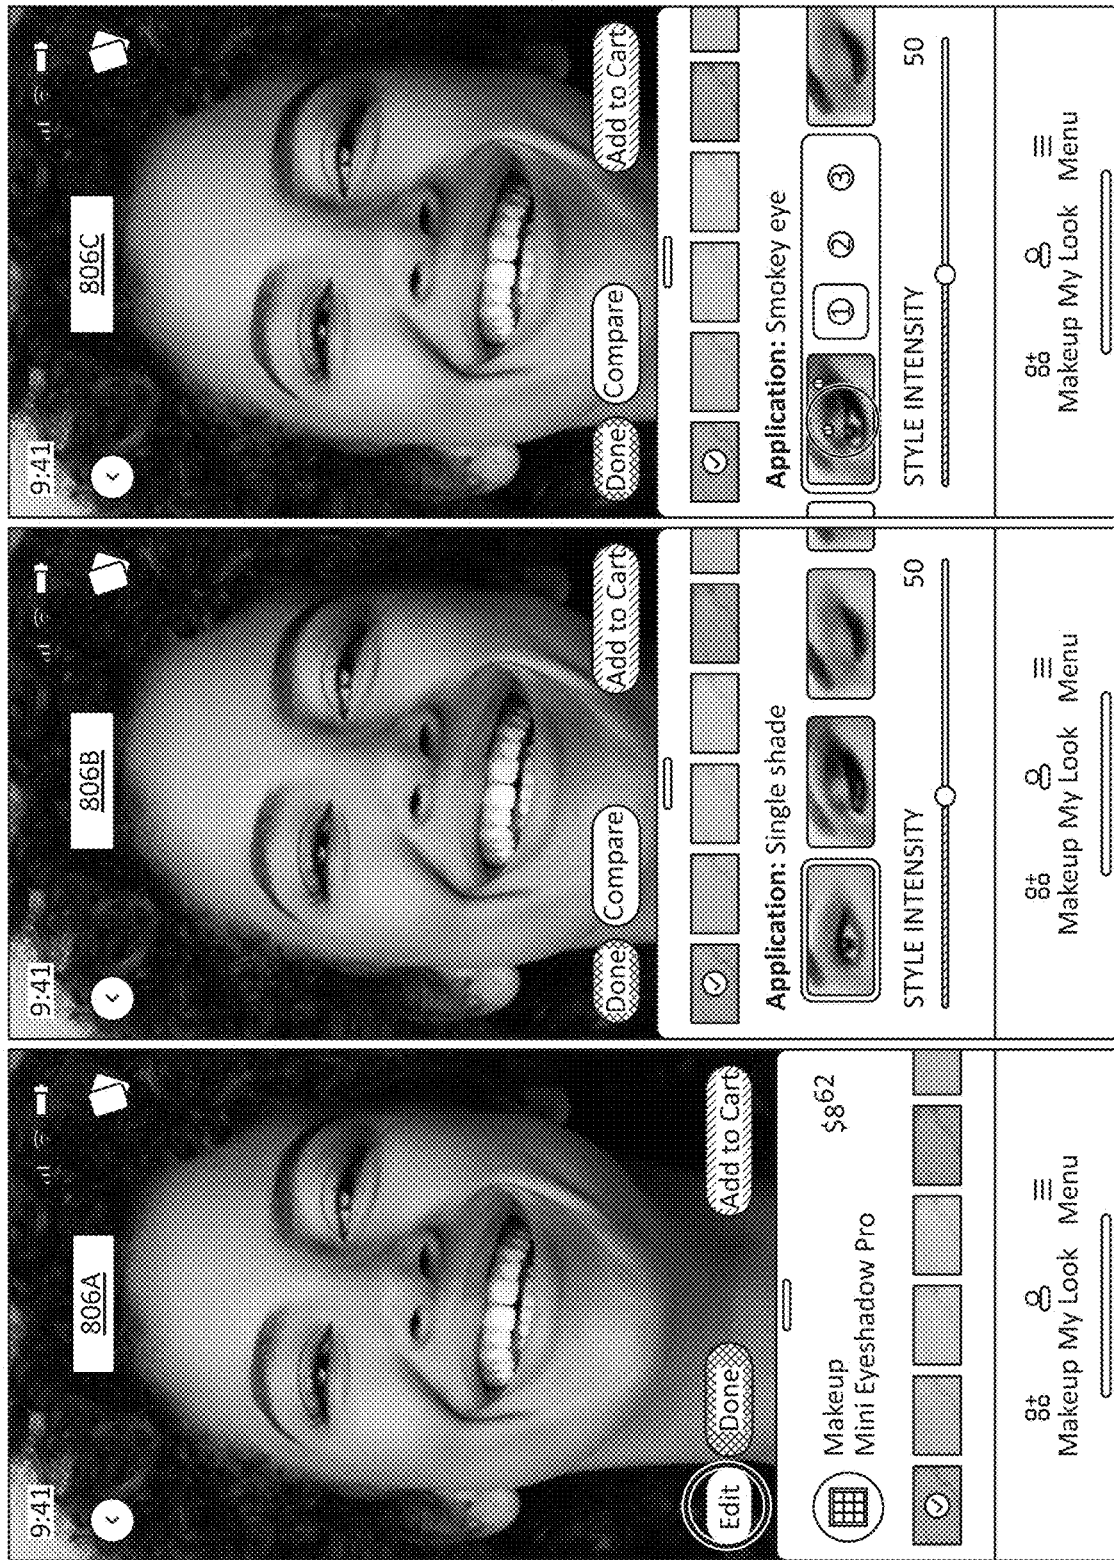 9:41
806A
Edit
Done
Add to Cart
Makeup
Mini Eyeshadow Pro
$8⁶²
Makeup My Look Menu
9:41
806B
Done
Compare
Add to Cart
Application: Single shade
STYLE INTENSITY
50
Makeup My Look Menu
9:41
806C
Done
Compare
Add to Cart
Application: Smokey eye
① ② ③
STYLE INTENSITY
50
Makeup My Look Menu